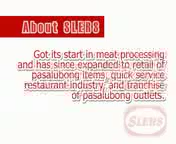 About SLERS
Got its start in meat processing
and has since expanded to retail of
pasalubong items, quick service
restaurant industry, and franchise
of pasalubong outlets.
SLERS